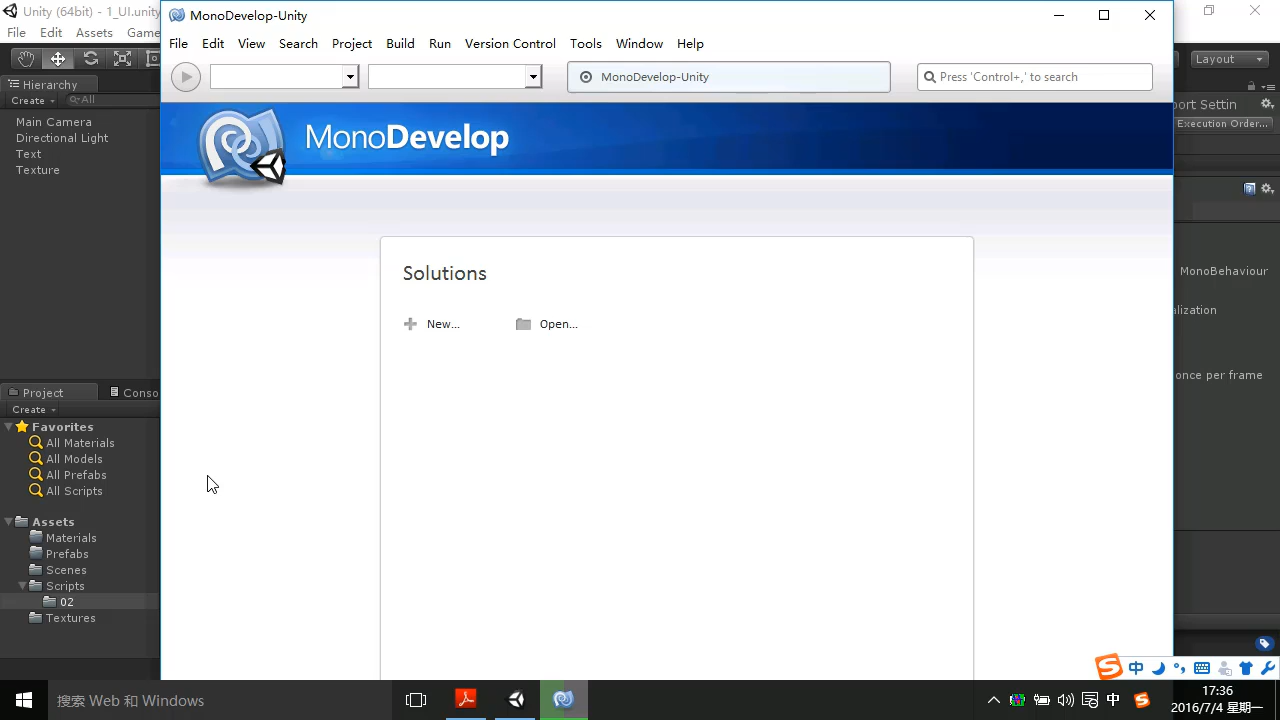 Unity (64bit) - 1_UI.unity
File Edit Assets Game
Hierarchy
Create All
Main Camera
Directional Light
Text
Texture
Project Conso
Create
Favorites
All Materials
All Models
All Prefabs
All Scripts
Assets
Materials
Prefabs
Scenes
Scripts
02
Textures
MonoDevelop-Unity
File Edit View Search Project Build Run Version Control Tools Window Help
MonoDevelop-Unity
Press 'Control+,' to search
MonoDevelop
Solutions
New... Open...
Layout
port Settin
Execution Order...
MonoBehaviour
lization
once per frame
中
搜索 Web 和 Windows
中
17:36
2016/7/4 星期一